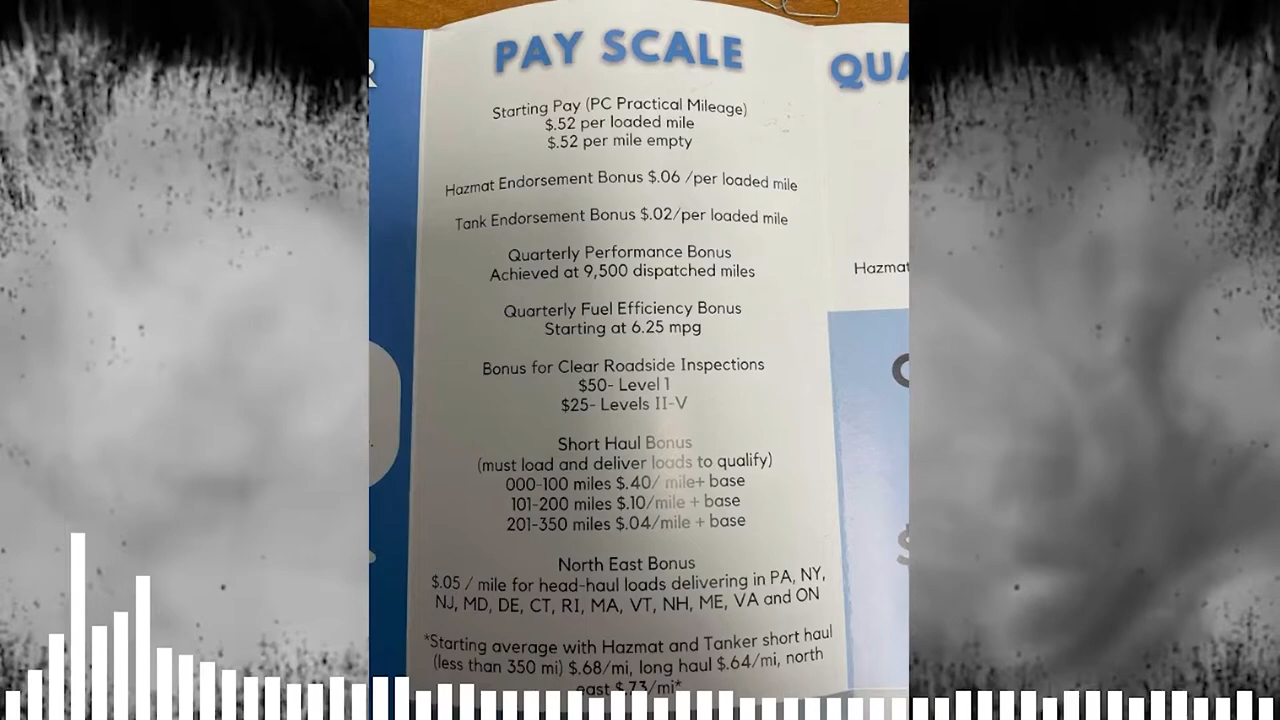 PAY SCALE
Starting Pay (PC Practical Mileage)
$.52 per loaded mile
$.52 per mile empty
Hazmat Endorsement Bonus $.06 /per loaded mile
Tank Endorsement Bonus $.02/per loaded mile
Quarterly Performance Bonus
Achieved at 9,500 dispatched miles
Quarterly Fuel Efficiency Bonus
Starting at 6.25 mpg
Bonus for Clear Roadside Inspections
$50- Level 1
$25- Levels II-V
Short Haul Bonus
(must load and deliver loads to qualify)
000-100 miles $.40/ mile+ base
101-200 miles $.10/mile + base
201-350 miles $.04/mile + base
North East Bonus
$.05 / mile for head-haul loads delivering in PA, NY,
NJ, MD, DE, CT, RI, MA, VT, NH, ME, VA and ON
*Starting average with Hazmat and Tanker short haul
(less than 350 mi) $.68/mi, long haul $.64/mi, north
east $.73/mi*
QUA
Hazmat